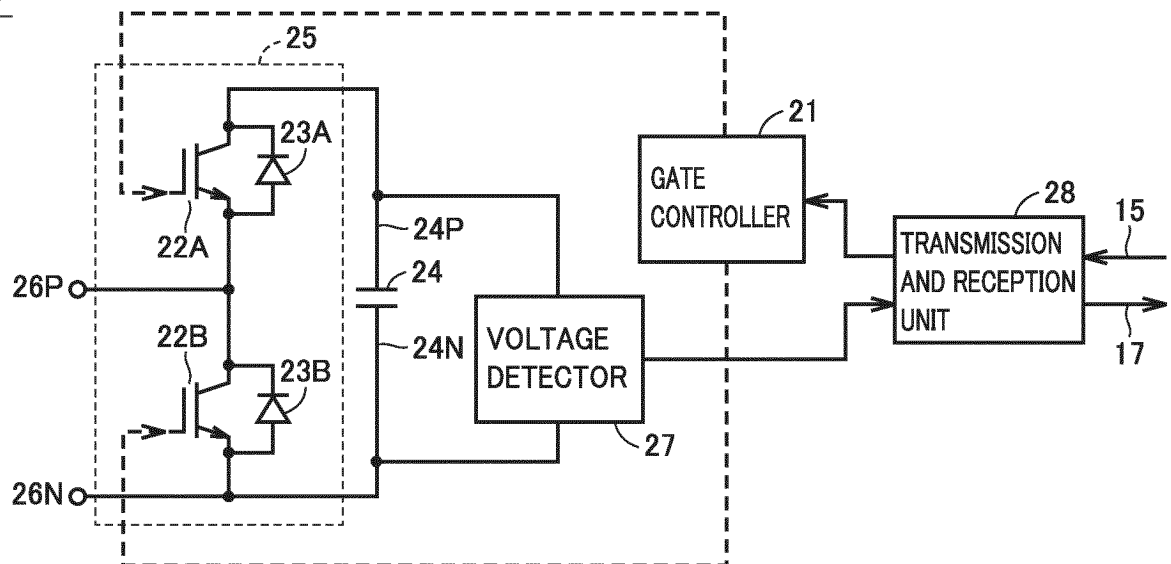 25
21
23A
GATE
CONTROLLER
28
15
22A
24P
TRANSMISSION
AND RECEPTION
UNIT
24
26P
17
22B
24N
VOLTAGE
DETECTOR
23B
27
26N